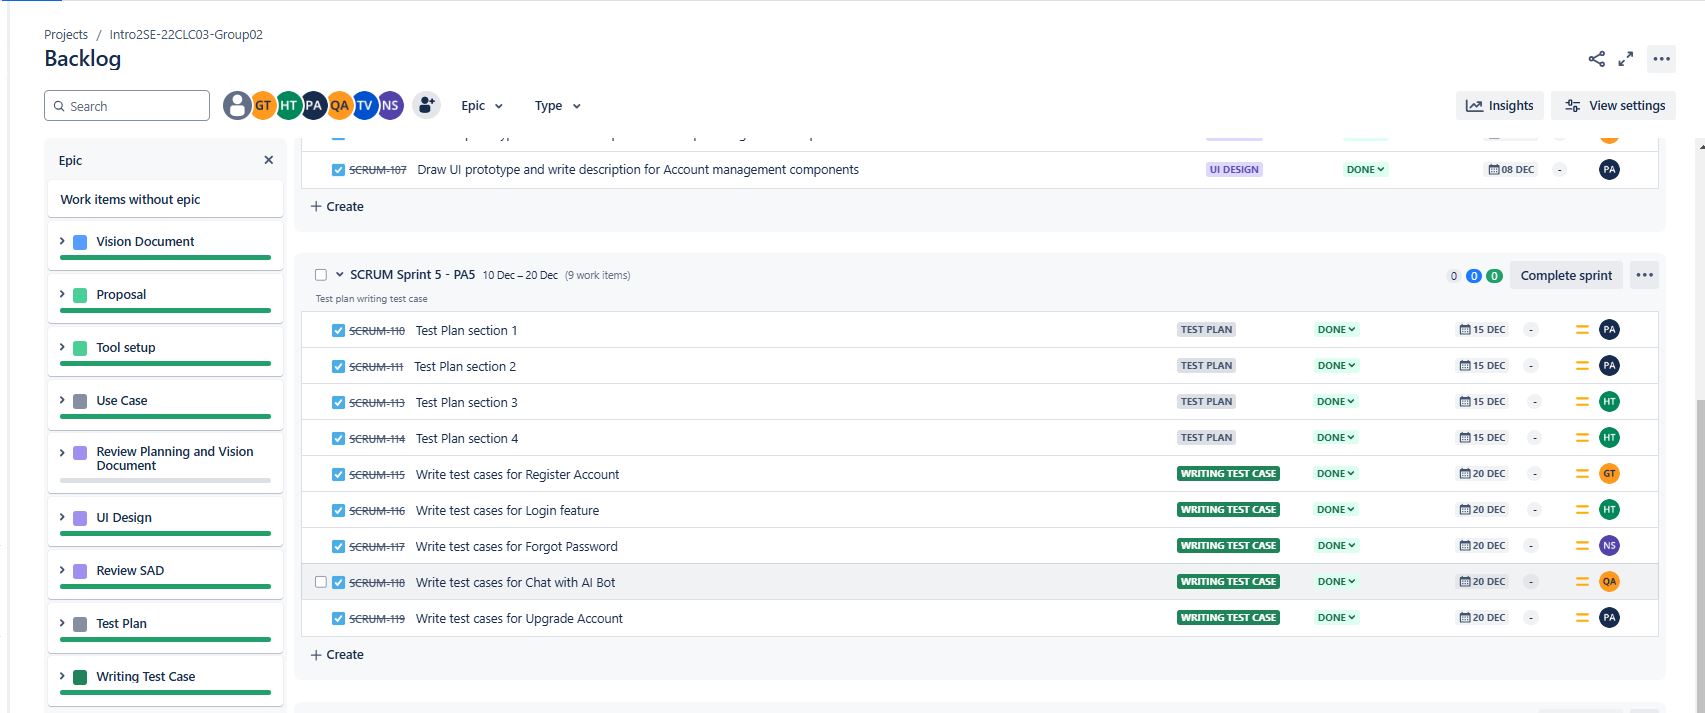 Projects / Intro2SE-22CLC03-Group02
Backlog
Search GT HT PA QA TV NS Epic Type Insights View settings
Epic
Work items without epic
Vision Document
Proposal
Tool setup
Use Case
Review Planning and Vision
Document
UI Design
Review SAD
Test Plan
Writing Test Case
SCRUM-107 Draw UI prototype and write description for Account management components UI DESIGN DONE 08 DEC - PA
+ Create
SCRUM Sprint 5 - PA5 10 Dec – 20 Dec (9 work items) 0 0 0 Complete sprint
Test plan writing test case
SCRUM-110 Test Plan section 1 TEST PLAN DONE 15 DEC - PA
SCRUM-111 Test Plan section 2 TEST PLAN DONE 15 DEC - PA
SCRUM-113 Test Plan section 3 TEST PLAN DONE 15 DEC - HT
SCRUM-114 Test Plan section 4 TEST PLAN DONE 15 DEC - HT
SCRUM-115 Write test cases for Register Account WRITING TEST CASE DONE 20 DEC - GT
SCRUM-116 Write test cases for Login feature WRITING TEST CASE DONE 20 DEC - HT
SCRUM-117 Write test cases for Forgot Password WRITING TEST CASE DONE 20 DEC - NS
SCRUM-118 Write test cases for Chat with AI Bot WRITING TEST CASE DONE 20 DEC - QA
SCRUM-119 Write test cases for Upgrade Account WRITING TEST CASE DONE 20 DEC - PA
+ Create